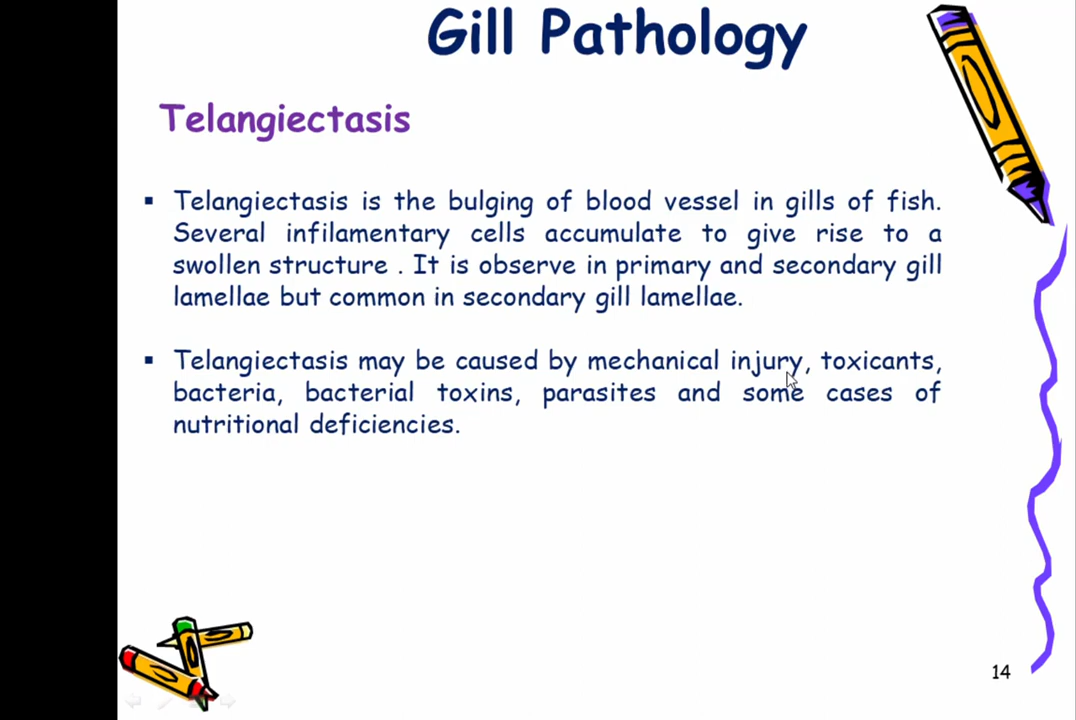 Gill Pathology
Telangiectasis
▪ Telangiectasis is the bulging of blood vessel in gills of fish.
Several infilamentary cells accumulate to give rise to a
swollen structure . It is observe in primary and secondary gill
lamellae but common in secondary gill lamellae.
▪ Telangiectasis may be caused by mechanical injury, toxicants,
bacteria, bacterial toxins, parasites and some cases of
nutritional deficiencies.
14